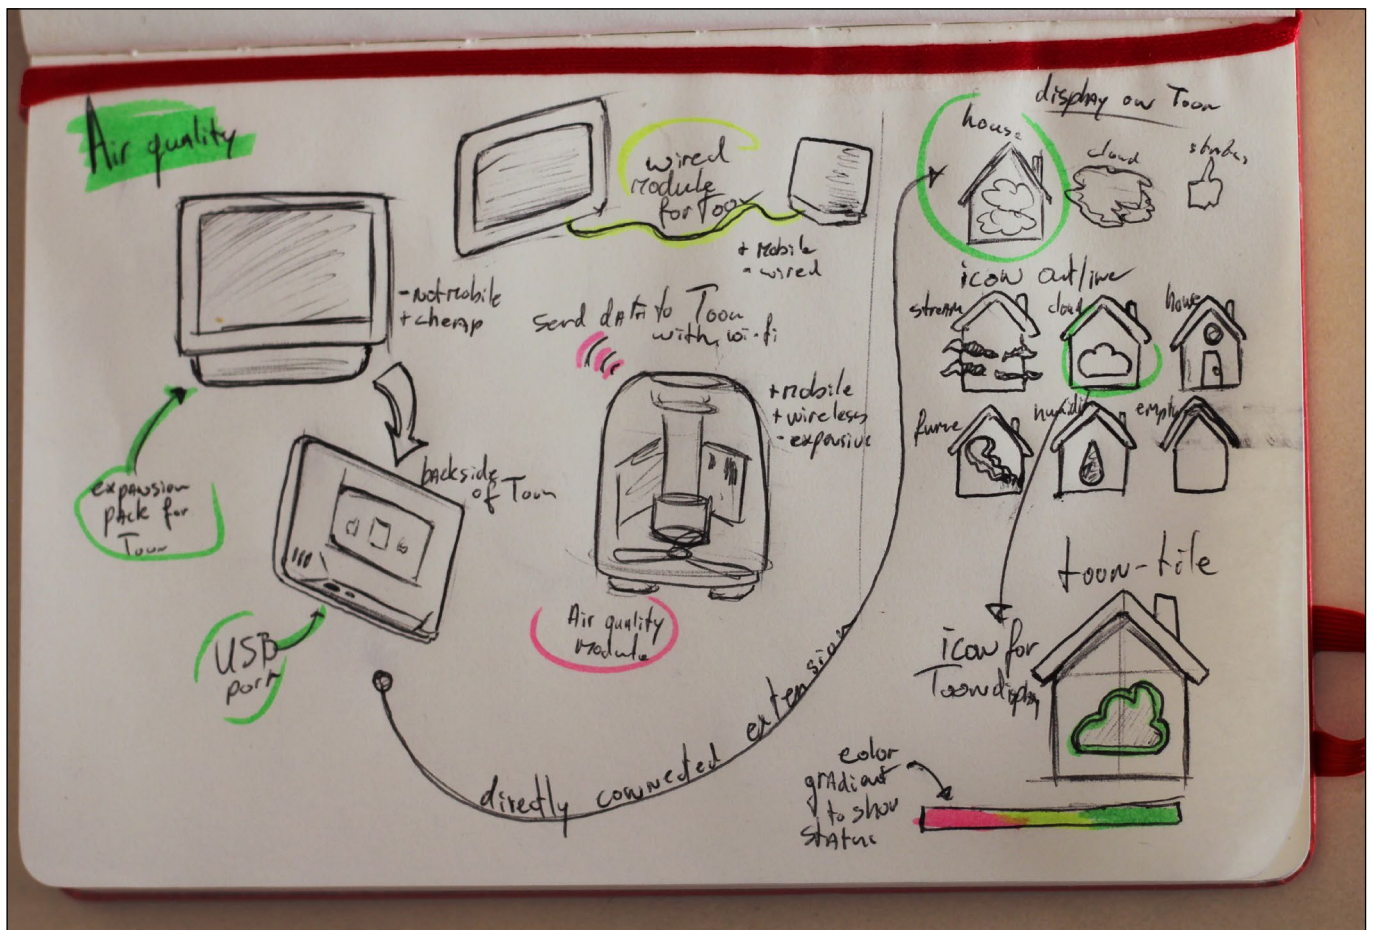 Air quality
- not mobile
+ cheap
expansion
pack for
Toon
backside
of Toon
USB
port
wired
module
for Toon
+ mobile
- wired
send data to Toon
with wi-fi
+ mobile
+ wireless
- expensive
Air quality
module
directly connected extension
display on Toon
house
cloud
status
icon outline
stream
cloud
house
fume
humidity
empty
toon-tile
icon for
Toon display
color
gradient
to show
status